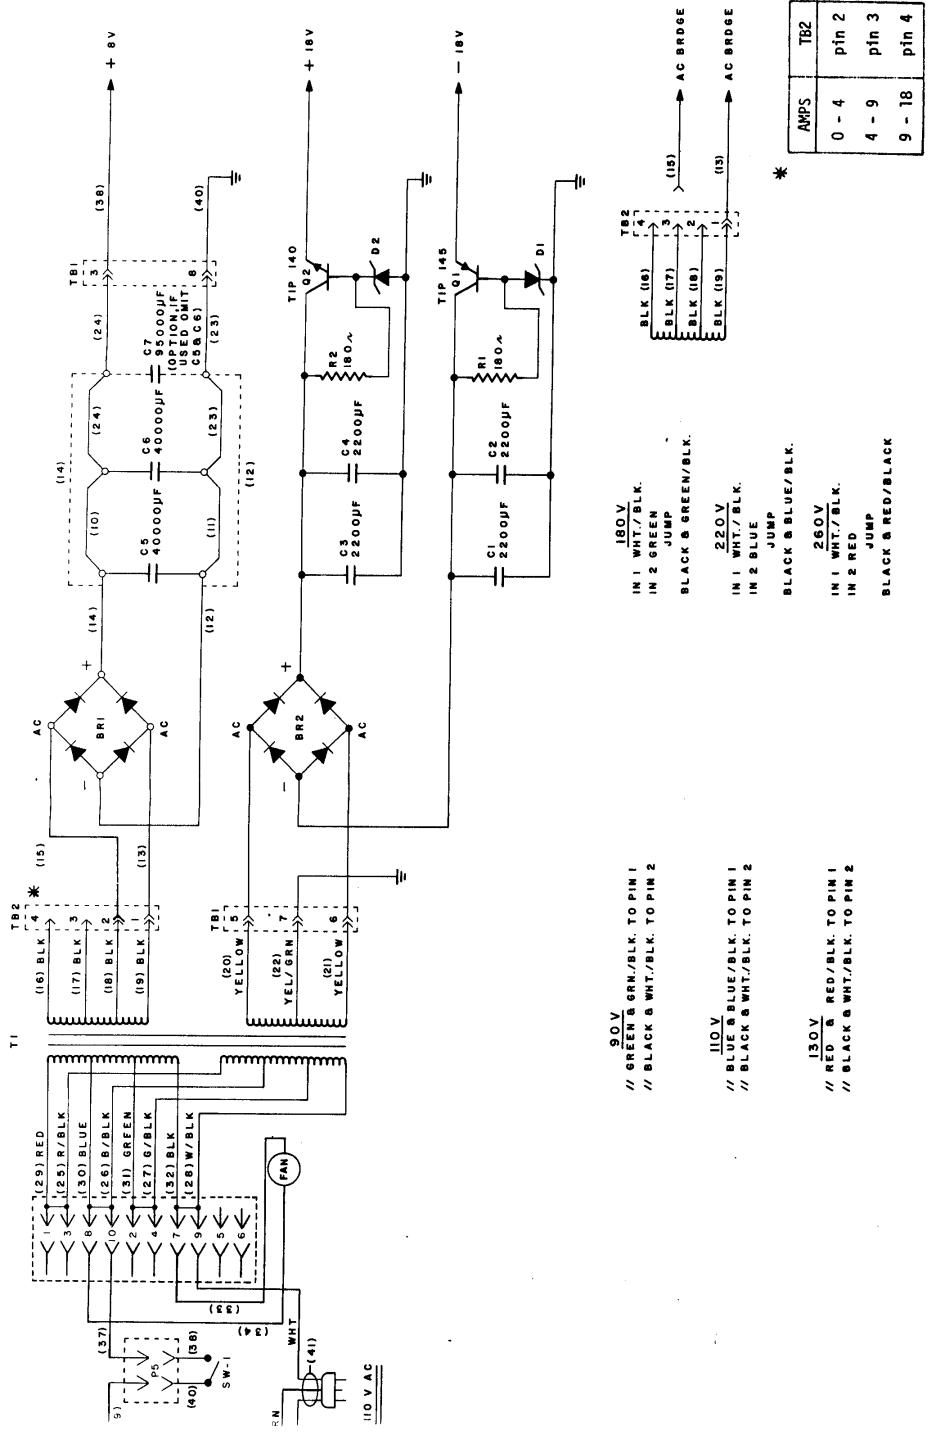 T1
(29) RED
(25) R/BLK
(30) BLUE
(26) B/BLK
(31) GREEN
(27) G/BLK
(32) BLK
(28) W/BLK
1
3
8
10
2
4
7
9
5
6
FAN
(33)
(34)
(37)
P5
(38)
9)
(40)
SW-1
WHT
(41)
RN
110 V AC
TB2
*
4
3
2
1
(16) BLK
(17) BLK
(18) BLK
(19) BLK
(15)
(13)
TB1
5
7
6
(20)
YELLOW
(22)
YEL/GRN
(21)
YELLOW
AC
BR1
AC
+
-
(14)
(12)
AC
BR2
AC
+
-
(14)
(10)
(24)
C5
40000µF
C6
40000µF
C7
95000µF
(OPTION, IF
USED OMIT
C5&C6)
(11)
(23)
(12)
(24)
(23)
TB1
3
8
(38)
(40)
+ 8V
C3
2200µF
C4
2200µF
R2
180Ω
TIP 140
Q2
D2
+ 18V
C1
2200µF
C2
2200µF
R1
180Ω
TIP 145
Q1
D1
- 18V
90V
// GREEN & GRN./BLK. TO PIN 1
// BLACK & WHT./BLK. TO PIN 2
110V
// BLUE & BLUE/BLK. TO PIN 1
// BLACK & WHT./BLK. TO PIN 2
130V
// RED & RED/BLK. TO PIN 1
// BLACK & WHT./BLK. TO PIN 2
180V
IN 1 WHT./BLK.
IN 2 GREEN
JUMP
BLACK & GREEN/BLK.
220V
IN 1 WHT./BLK.
IN 2 BLUE
JUMP
BLACK & BLUE/BLK.
260V
IN 1 WHT./BLK.
IN 2 RED
JUMP
BLACK & RED/BLACK
TB2
4
3
2
1
BLK (16)
BLK (17)
BLK (18)
BLK (19)
(15)
AC BRDGE
(13)
AC BRDGE
*
AMPS TB2
0 - 4 pin 2
4 - 9 pin 3
9 - 18 pin 4